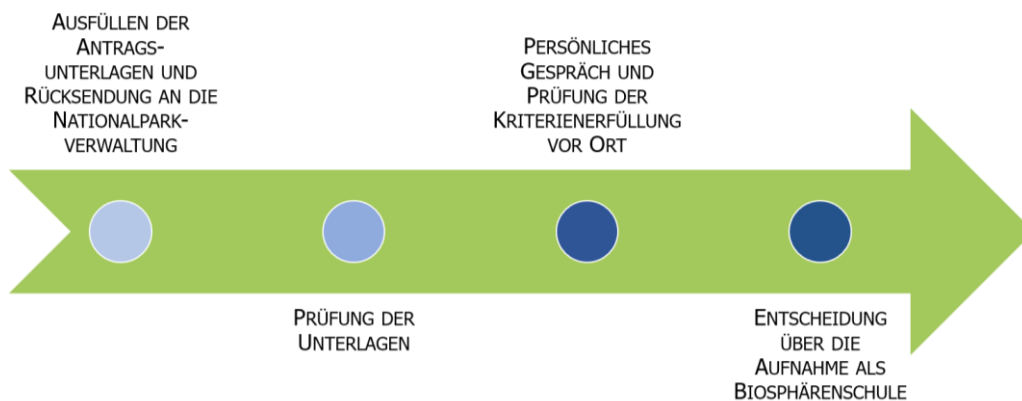 AUSFÜLLEN DER
ANTRAGS-
UNTERLAGEN UND
RÜCKSENDUNG AN DIE
NATIONALPARK-
VERWALTUNG
PRÜFUNG DER
UNTERLAGEN
PERSÖNLICHES
GESPRÄCH UND
PRÜFUNG DER
KRITERIENERFÜLLUNG
VOR ORT
ENTSCHEIDUNG
ÜBER DIE
AUFNAHME ALS
BIOSPHÄRENSCHULE